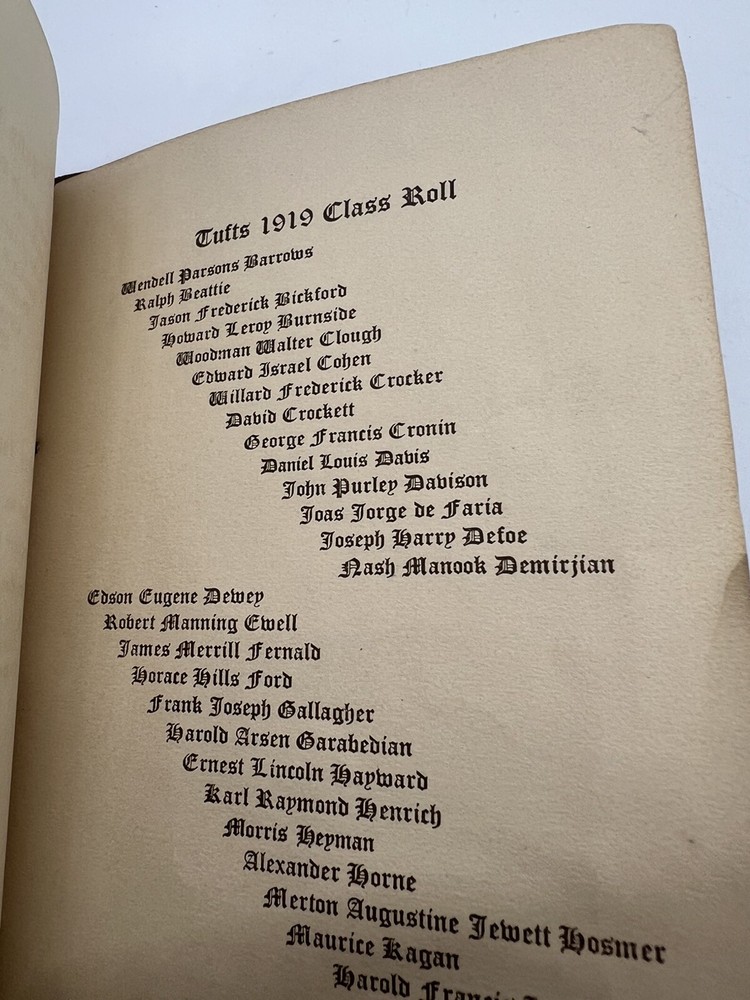 Tufts 1919 Class Roll
Wendell Parsons Barrows
Ralph Beattie
Jason Frederick Bickford
Howard Leroy Burnside
Woodman Walter Clough
Edward Israel Cohen
Willard Frederick Crocker
David Crockett
George Francis Cronin
Daniel Louis Davis
John Purley Davison
Joas Jorge de Faria
Joseph Harry Defoe
Nash Manook Demirjian
Edson Eugene Dewey
Robert Manning Ewell
James Merrill Fernald
Horace Hills Ford
Frank Joseph Gallagher
Harold Arsen Garabedian
Ernest Lincoln Hayward
Karl Raymond Henrich
Morris Heyman
Alexander Horne
Merton Augustine Jewett Hosmer
Maurice Kagan
Harold Francis